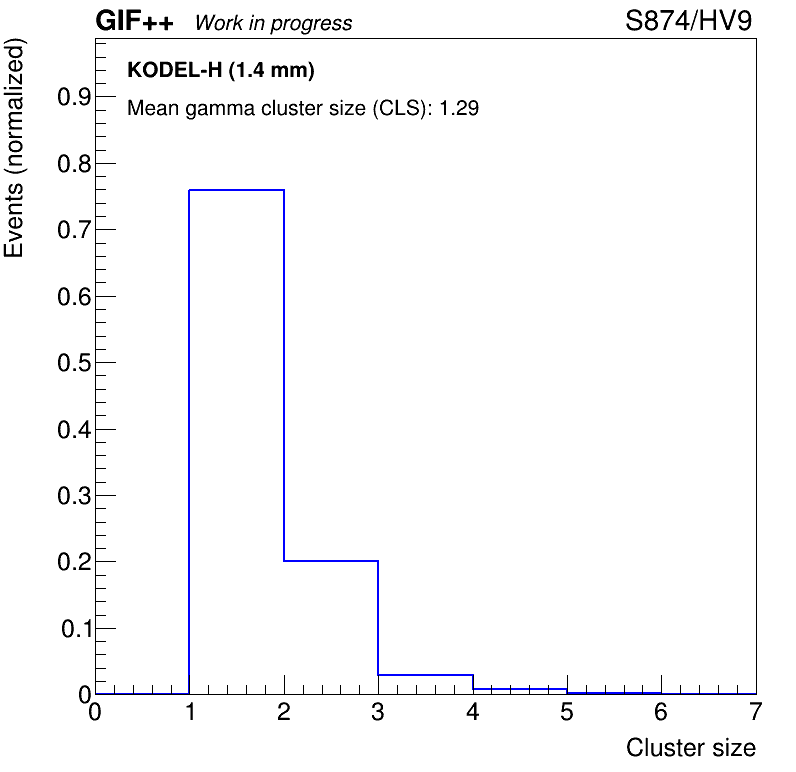 GIF++ Work in progress S874/HV9
KODEL-H (1.4 mm)
Mean gamma cluster size (CLS): 1.29
Events (normalized)
0.9
0.8
0.7
0.6
0.5
0.4
0.3
0.2
0.1
0
0 1 2 3 4 5 6 7
Cluster size